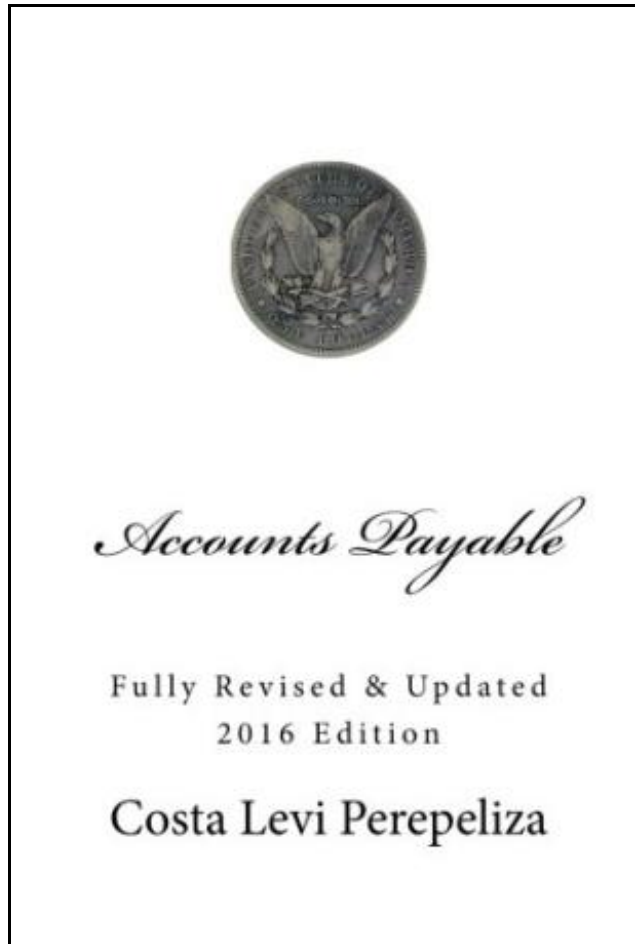 Accounts Payable
Fully Revised & Updated
2016 Edition
Costa Levi Perepeliza